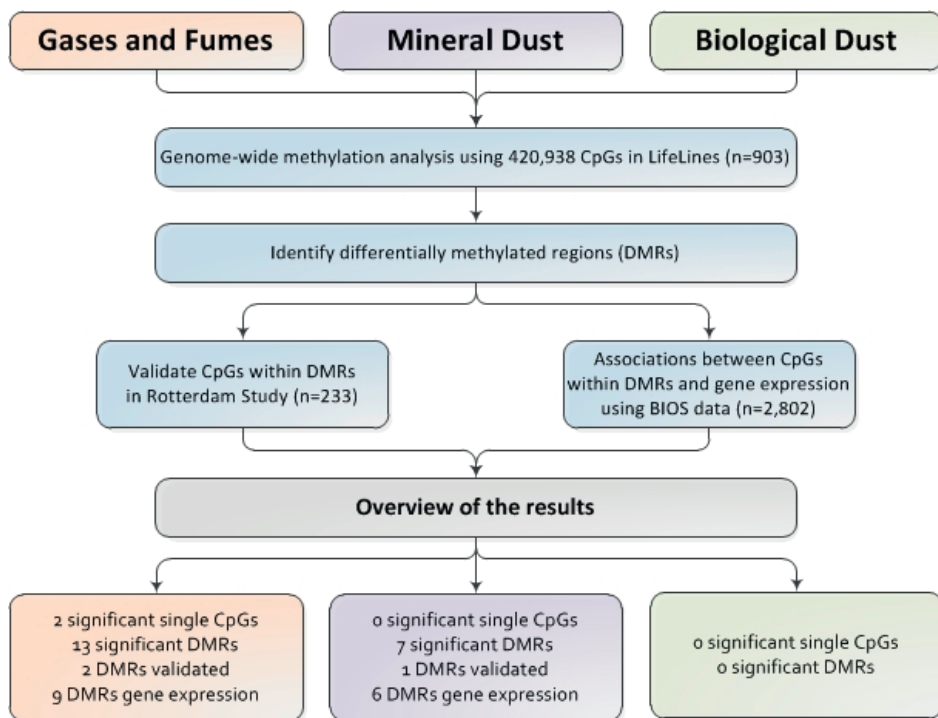 Gases and Fumes
Mineral Dust
Biological Dust
Genome-wide methylation analysis using 420,938 CpGs in LifeLines (n=903)
Identify differentially methylated regions (DMRs)
Validate CpGs within DMRs
in Rotterdam Study (n=233)
Associations between CpGs
within DMRs and gene expression
using BIOS data (n=2,802)
Overview of the results
2 significant single CpGs
13 significant DMRs
2 DMRs validated
9 DMRs gene expression
0 significant single CpGs
7 significant DMRs
1 DMRs validated
6 DMRs gene expression
0 significant single CpGs
0 significant DMRs